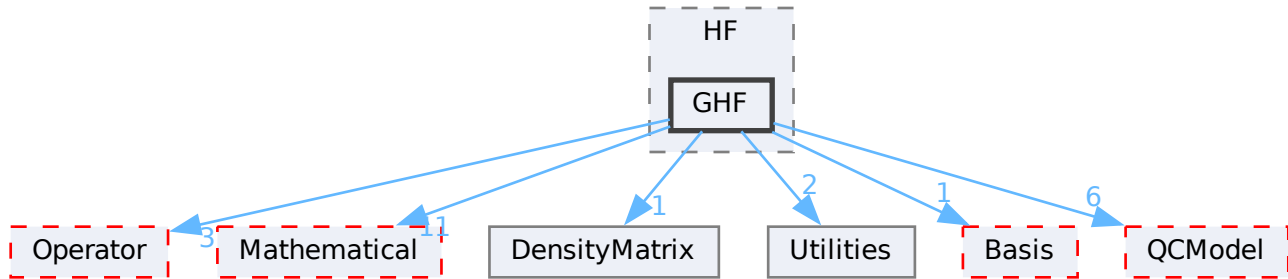 HF
GHF
3
11
1
2
1
6
Operator
Mathematical
DensityMatrix
Utilities
Basis
QCModel